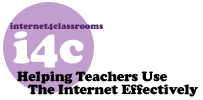 internet4classrooms
i4c
Helping Teachers Use
The Internet Effectively